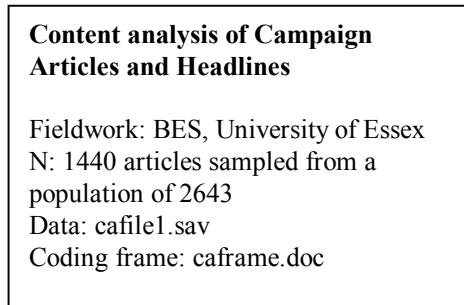 Content analysis of Campaign
Articles and Headlines
Fieldwork: BES, University of Essex
N: 1440 articles sampled from a
population of 2643
Data: cafile1.sav
Coding frame: caframe.doc